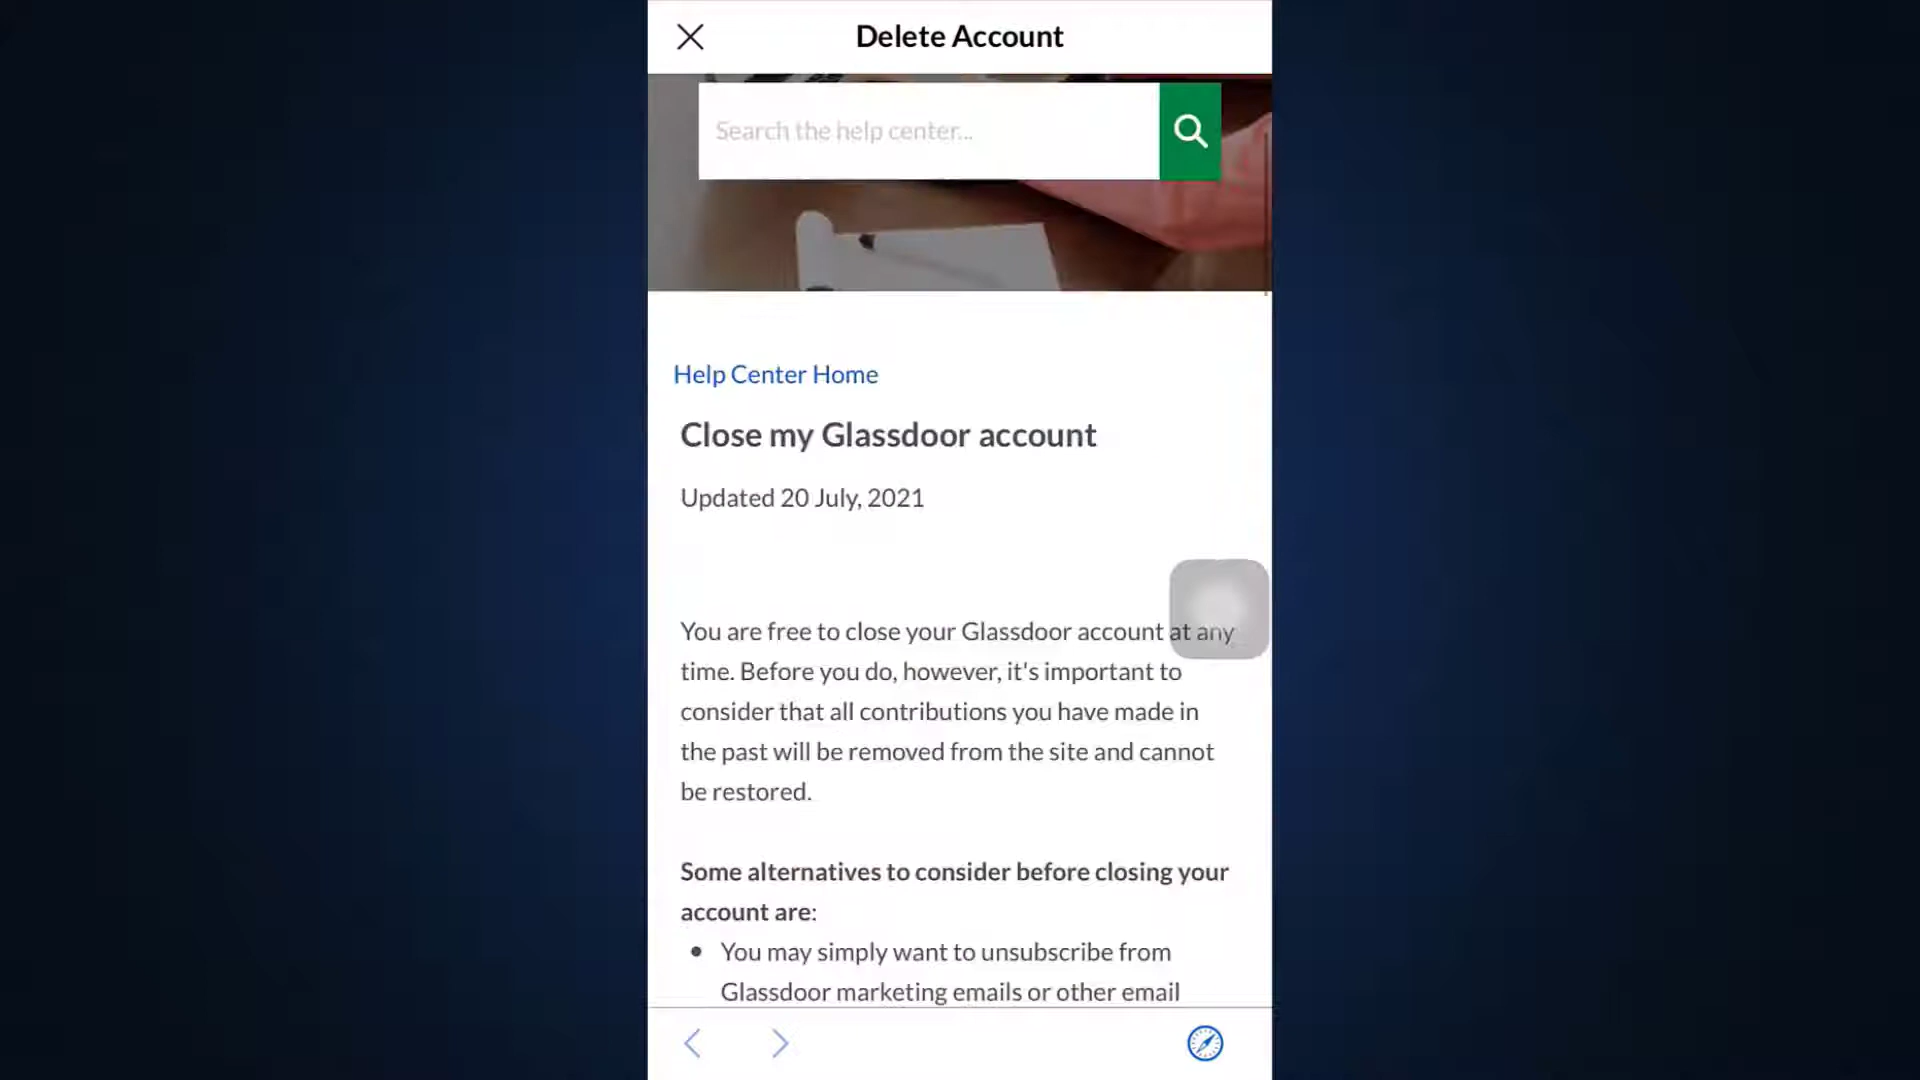 Delete Account
Search the help center...
Help Center Home
Close my Glassdoor account
Updated 20 July, 2021
You are free to close your Glassdoor account at any
time. Before you do, however, it's important to
consider that all contributions you have made in
the past will be removed from the site and cannot
be restored.
Some alternatives to consider before closing your
account are:
• You may simply want to unsubscribe from
Glassdoor marketing emails or other email